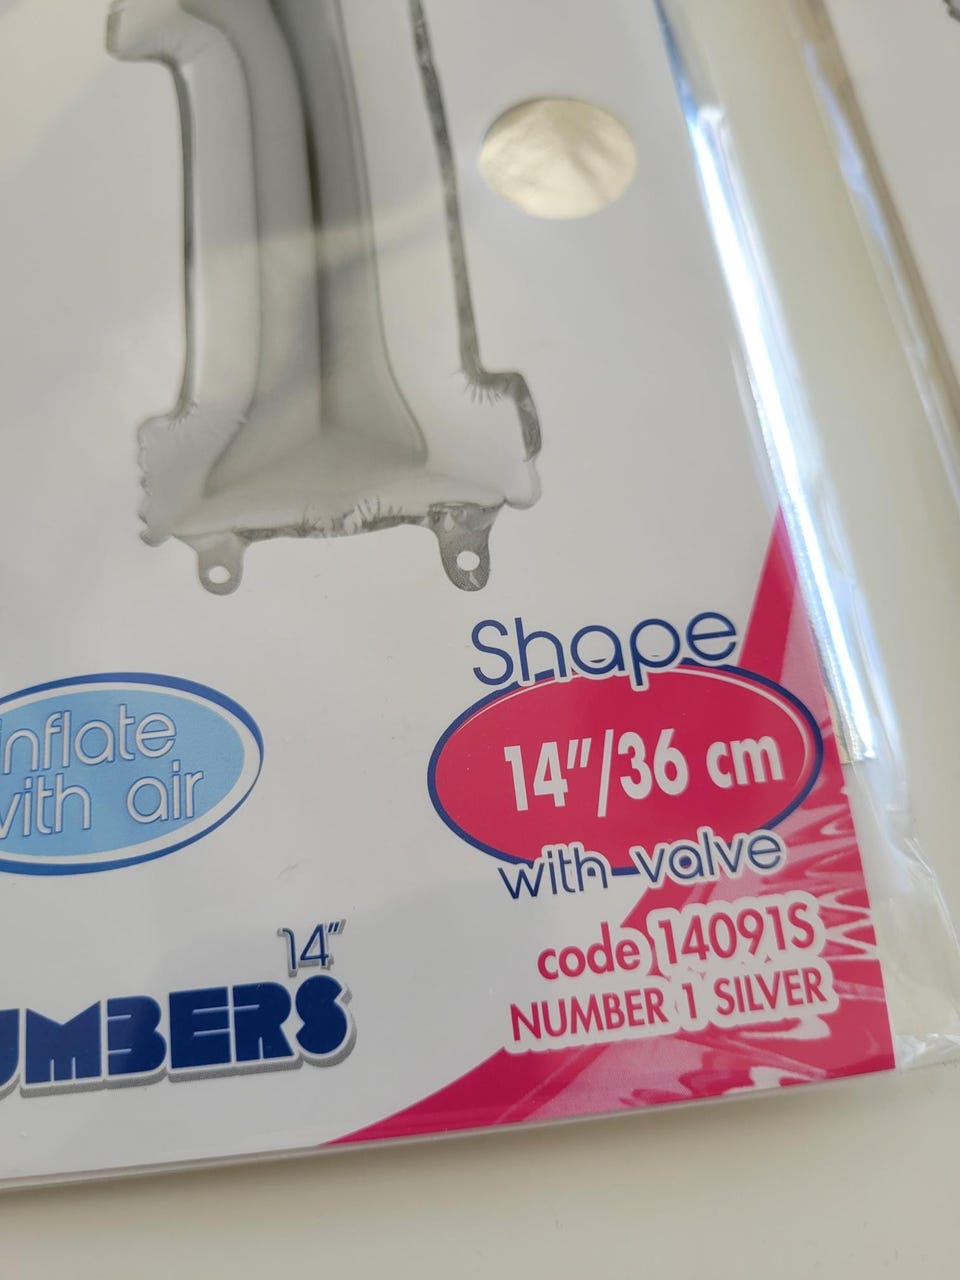 Shape
14"/36 cm
with valve
inflate
with air
code 14091S
NUMBER 1 SILVER
14"
UMBERS